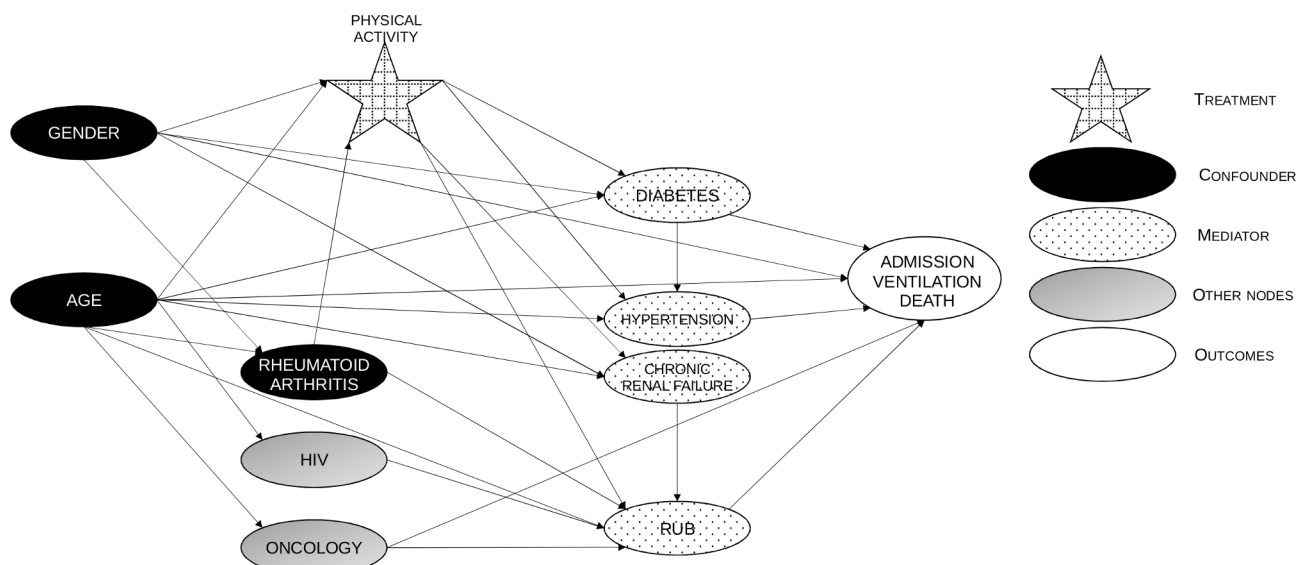 PHYSICAL
ACTIVITY
GENDER
AGE
RHEUMATOID
ARTHRITIS
HIV
ONCOLOGY
DIABETES
HYPERTENSION
CHRONIC
RENAL FAILURE
RUB
ADMISSION
VENTILATION
DEATH
TREATMENT
CONFOUNDER
MEDIATOR
OTHER NODES
OUTCOMES